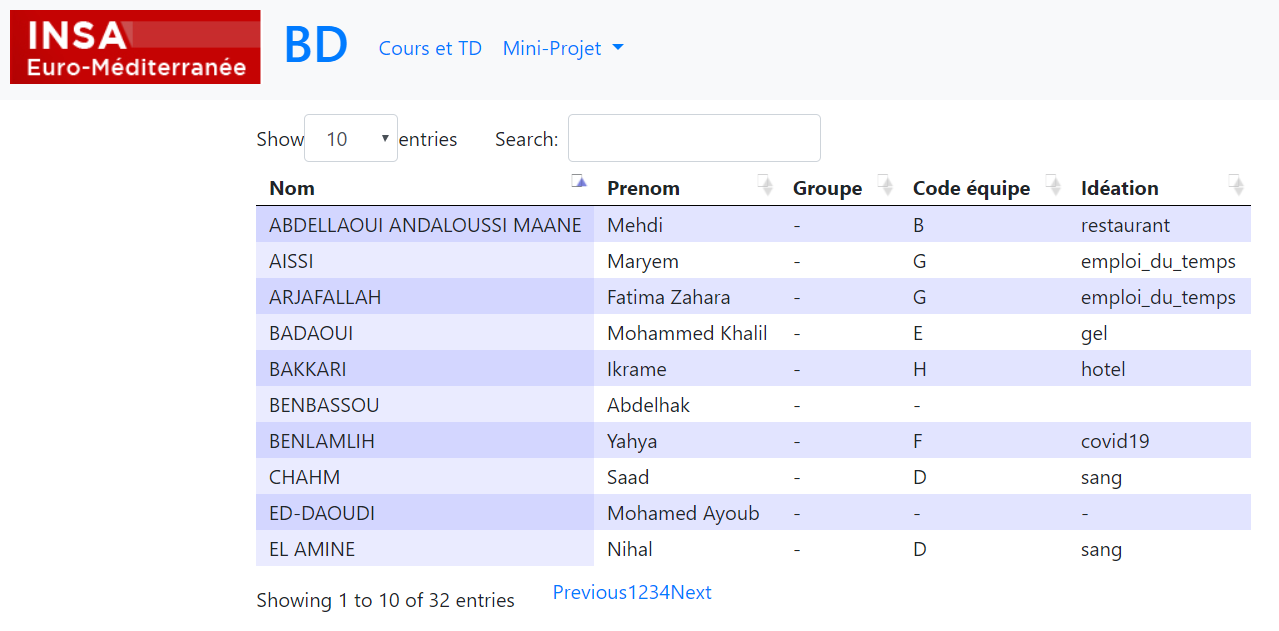 INSA
Euro-Méditerranée
BD Cours et TD Mini-Projet
Show 10 entries Search:
Nom Prenom Groupe Code équipe Idéation
ABDELLAOUI ANDALOUSSI MAANE Mehdi - B restaurant
AISSI Maryem - G emploi_du_temps
ARJAFALLAH Fatima Zahara - G emploi_du_temps
BADAOUI Mohammed Khalil - E gel
BAKKARI Ikrame - H hotel
BENBASSOU Abdelhak - -
BENLAMLIH Yahya - F covid19
CHAHM Saad - D sang
ED-DAOUDI Mohamed Ayoub - - -
EL AMINE Nihal - D sang
Showing 1 to 10 of 32 entries Previous1234Next